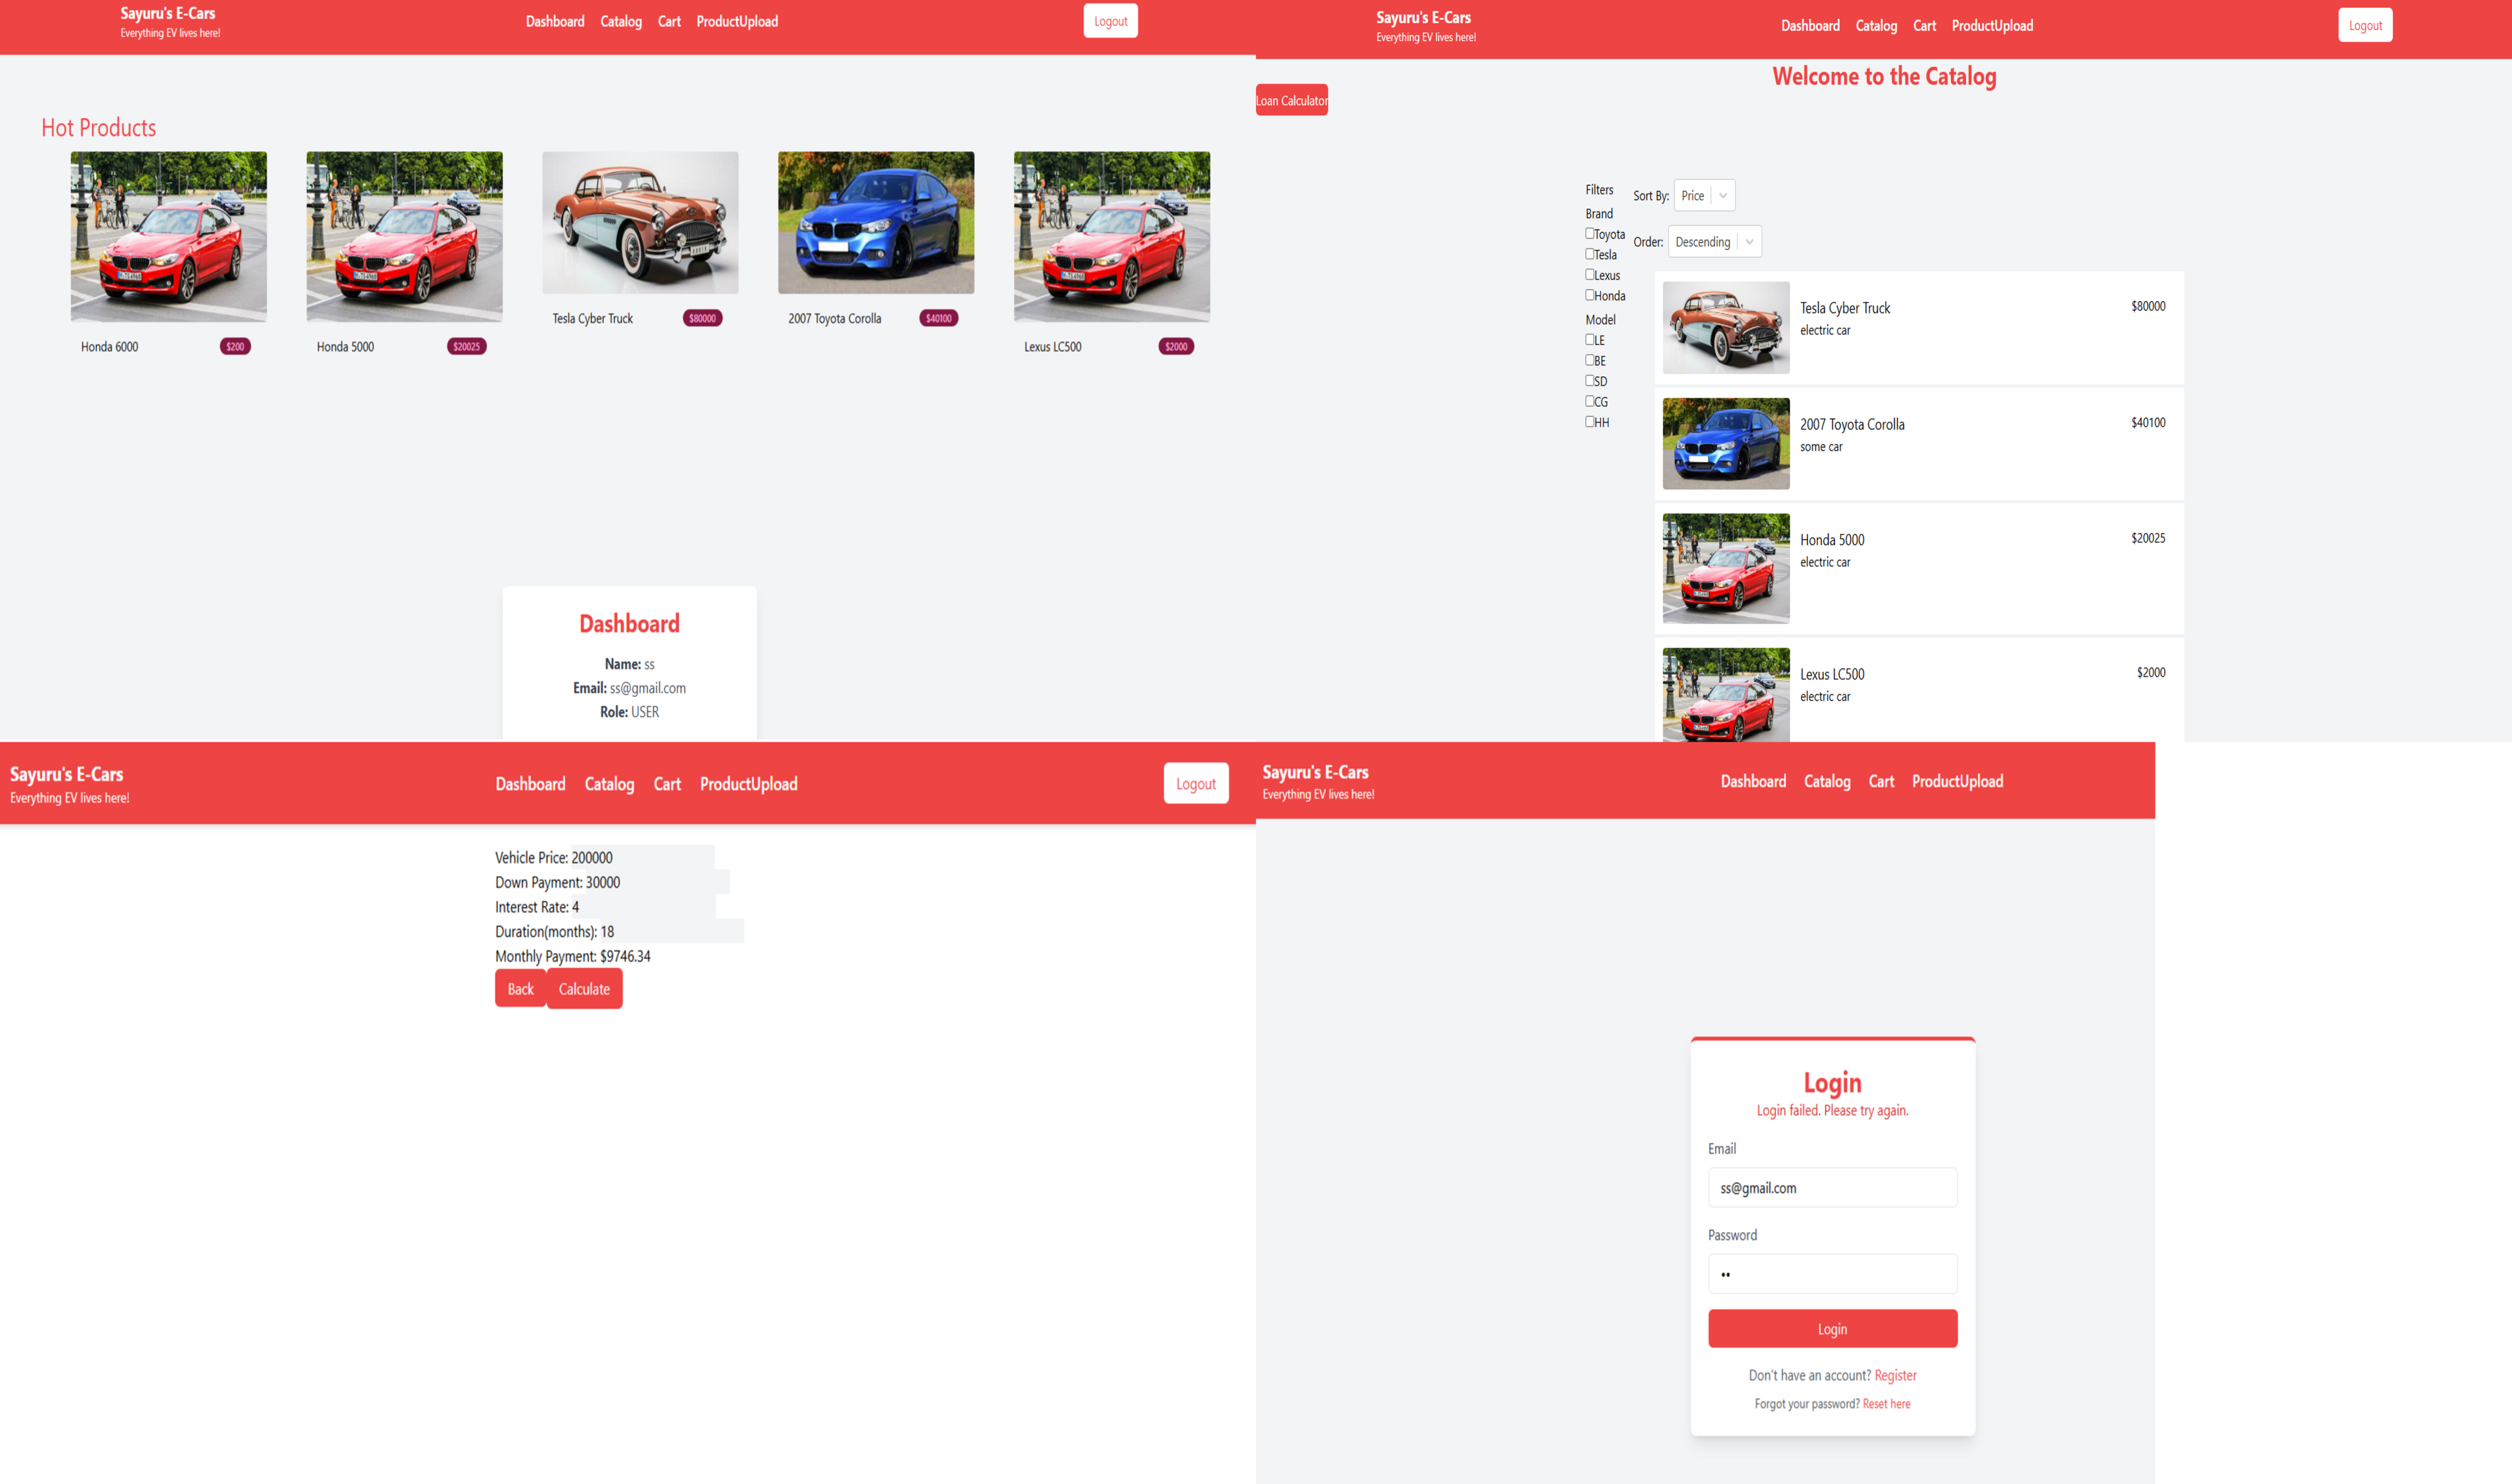 Sayuru's E-Cars
Everything EV lives here!
Dashboard Catalog Cart ProductUpload
Logout
Hot Products
Honda 6000 $200
Honda 5000 $20025
Tesla Cyber Truck $80000
2007 Toyota Corolla $40100
Lexus LC500 $2000
Dashboard
Name: ss
Email: ss@gmail.com
Role: USER
Sayuru's E-Cars
Everything EV lives here!
Dashboard Catalog Cart ProductUpload
Logout
Welcome to the Catalog
Loan Calculator
Filters
Brand
Toyota
Tesla
Lexus
Honda
Model
LE
BE
SD
CG
HH
Sort By: Price
Order: Descending
Tesla Cyber Truck $80000
electric car
2007 Toyota Corolla $40100
some car
Honda 5000 $20025
electric car
Lexus LC500 $2000
electric car
Sayuru's E-Cars
Everything EV lives here!
Dashboard Catalog Cart ProductUpload
Logout
Vehicle Price: 200000
Down Payment: 30000
Interest Rate: 4
Duration(months): 18
Monthly Payment: $9746.34
Back Calculate
Sayuru's E-Cars
Everything EV lives here!
Dashboard Catalog Cart ProductUpload
Login
Login failed. Please try again.
Email
ss@gmail.com
Password
••
Login
Don't have an account? Register
Forgot your password? Reset here